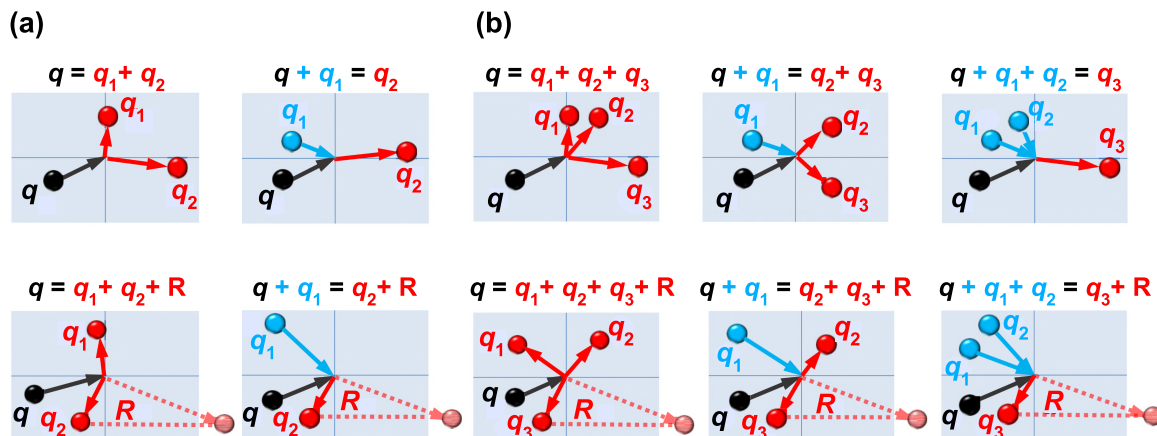 (a)
(b)
q = q1+ q2
q + q1 = q2
q = q1+ q2 + q3
q + q1 = q2 + q3
q + q1 + q2 = q3
q1
q
q2
q1
q
q2
q1
q2
q
q3
q1
q2
q
q3
q1
q2
q3
q
q = q1+ q2+ R
q + q1 = q2+ R
q = q1+ q2 + q3 + R
q + q1 = q2 + q3 + R
q + q1 + q2 = q3 + R
q1
q
q2
R
q1
q
q2
R
q1
q2
q
q3
R
q1
q2
q
q3
R
q2
q1
q
q3
R